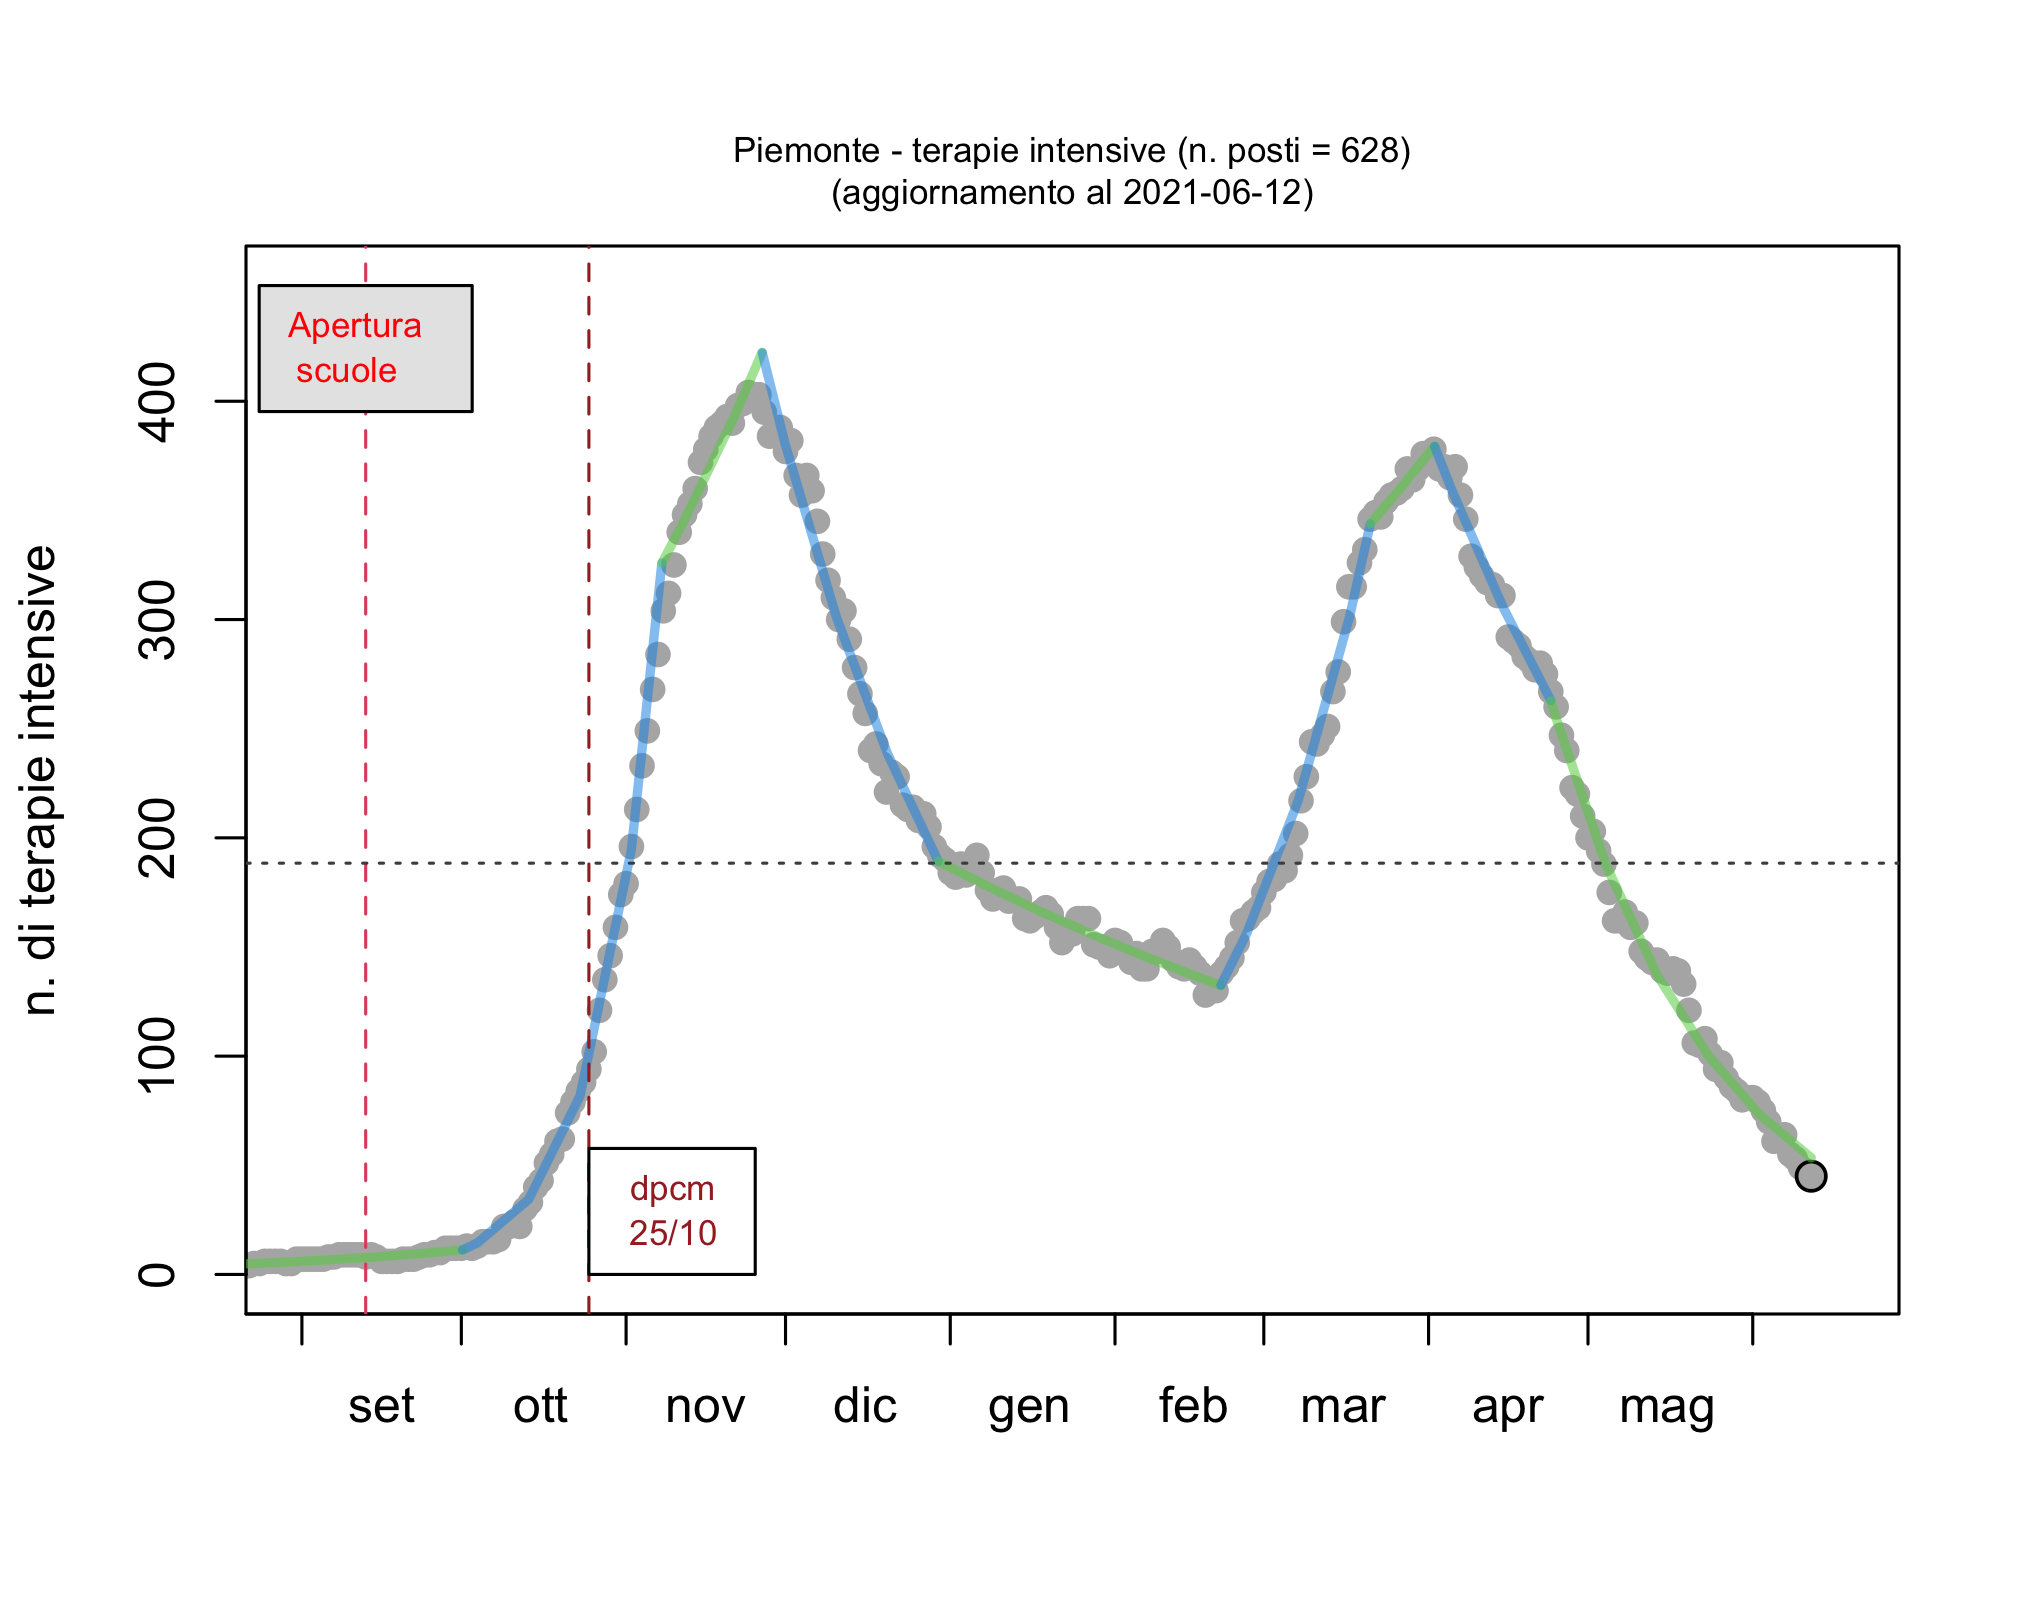 Piemonte - terapie intensive (n. posti = 628)
(aggiornamento al 2021-06-12)
Apertura
scuole
n. di terapie intensive
400
300
200
100
0
dpcm
25/10
set ott nov dic gen feb mar apr mag